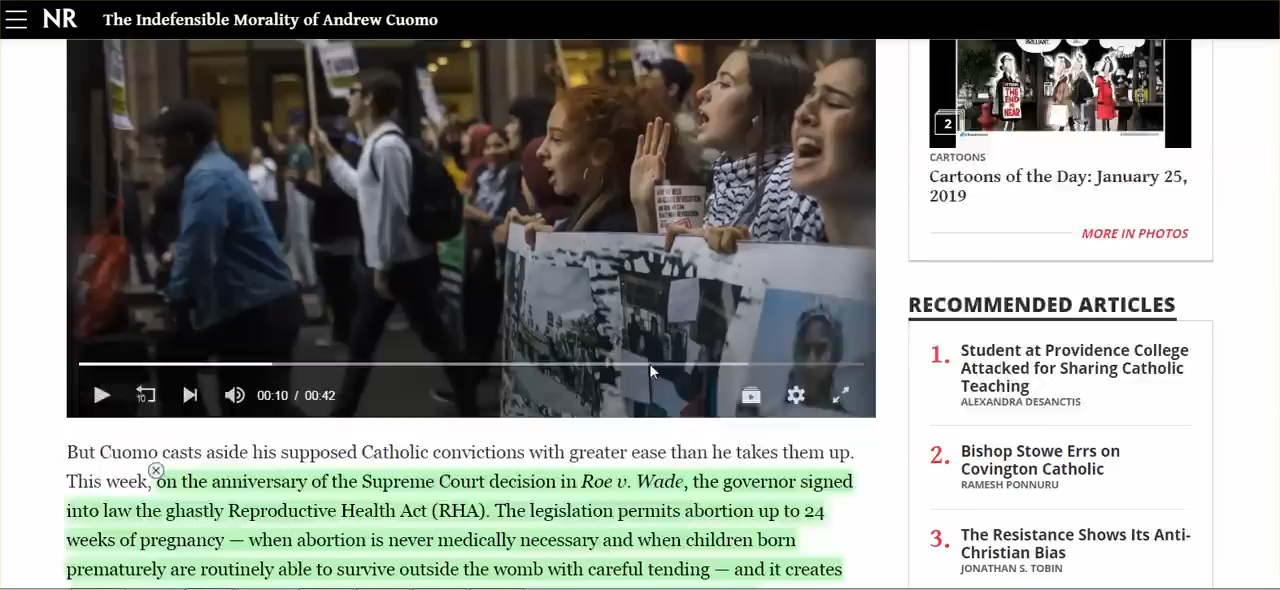 NR
The Indefensible Morality of Andrew Cuomo
THE END IS NEAR
2
CARTOONS
Cartoons of the Day: January 25,
2019
MORE IN PHOTOS
10
00:10 / 00:42
RECOMMENDED ARTICLES
1.
Student at Providence College
Attacked for Sharing Catholic
Teaching
ALEXANDRA DESANCTIS
2.
Bishop Stowe Errs on
Covington Catholic
RAMESH PONNURU
3.
The Resistance Shows Its Anti-
Christian Bias
JONATHAN S. TOBIN
But Cuomo casts aside his supposed Catholic convictions with greater ease than he takes them up.
This week, on the anniversary of the Supreme Court decision in Roe v. Wade, the governor signed
into law the ghastly Reproductive Health Act (RHA). The legislation permits abortion up to 24
weeks of pregnancy — when abortion is never medically necessary and when children born
prematurely are routinely able to survive outside the womb with careful tending — and it creates